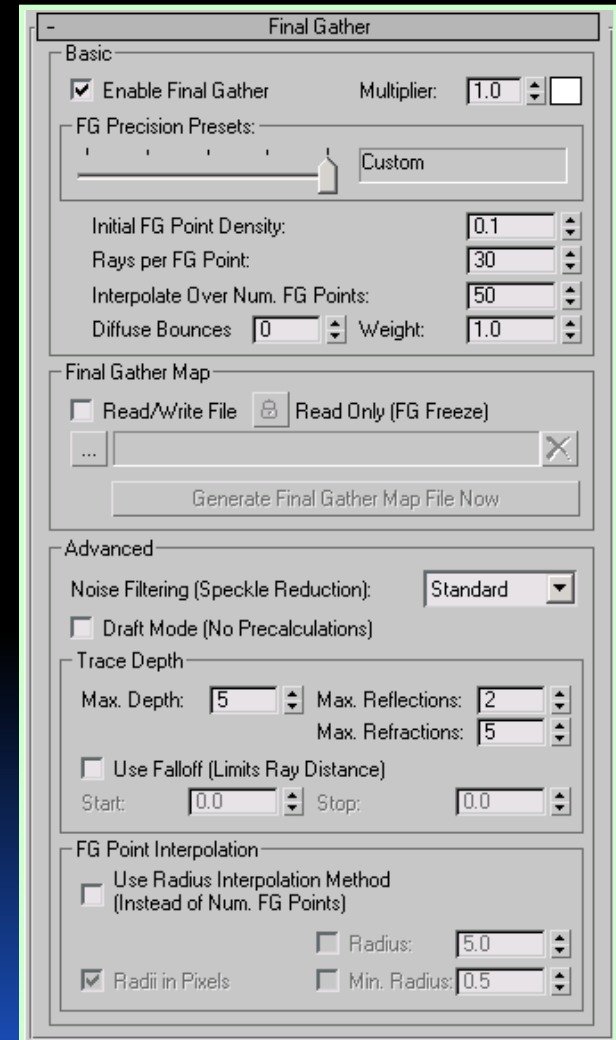 - Final Gather
Basic
Enable Final Gather Multiplier: 1.0
FG Precision Presets:
Custom
Initial FG Point Density: 0.1
Rays per FG Point: 30
Interpolate Over Num. FG Points: 50
Diffuse Bounces 0 Weight: 1.0
Final Gather Map
Read/Write File Read Only (FG Freeze)
...
Generate Final Gather Map File Now
Advanced
Noise Filtering (Speckle Reduction): Standard
Draft Mode (No Precalculations)
Trace Depth
Max. Depth: 5 Max. Reflections: 2
Max. Refractions: 5
Use Falloff (Limits Ray Distance)
Start: 0.0 Stop: 0.0
FG Point Interpolation
Use Radius Interpolation Method
(Instead of Num. FG Points)
Radius: 5.0
Radii in Pixels Min. Radius: 0.5